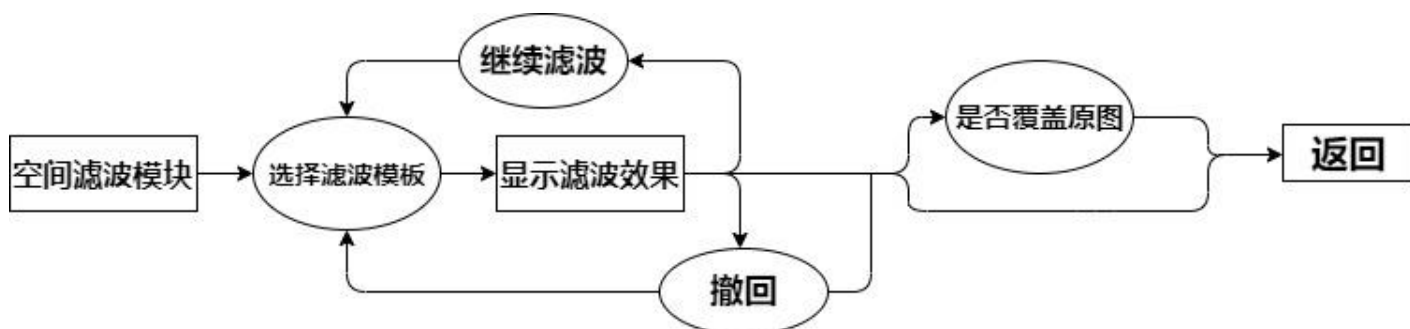 继续滤波
是否覆盖原图
空间滤波模块
选择滤波模板
显示滤波效果
返回
撤回